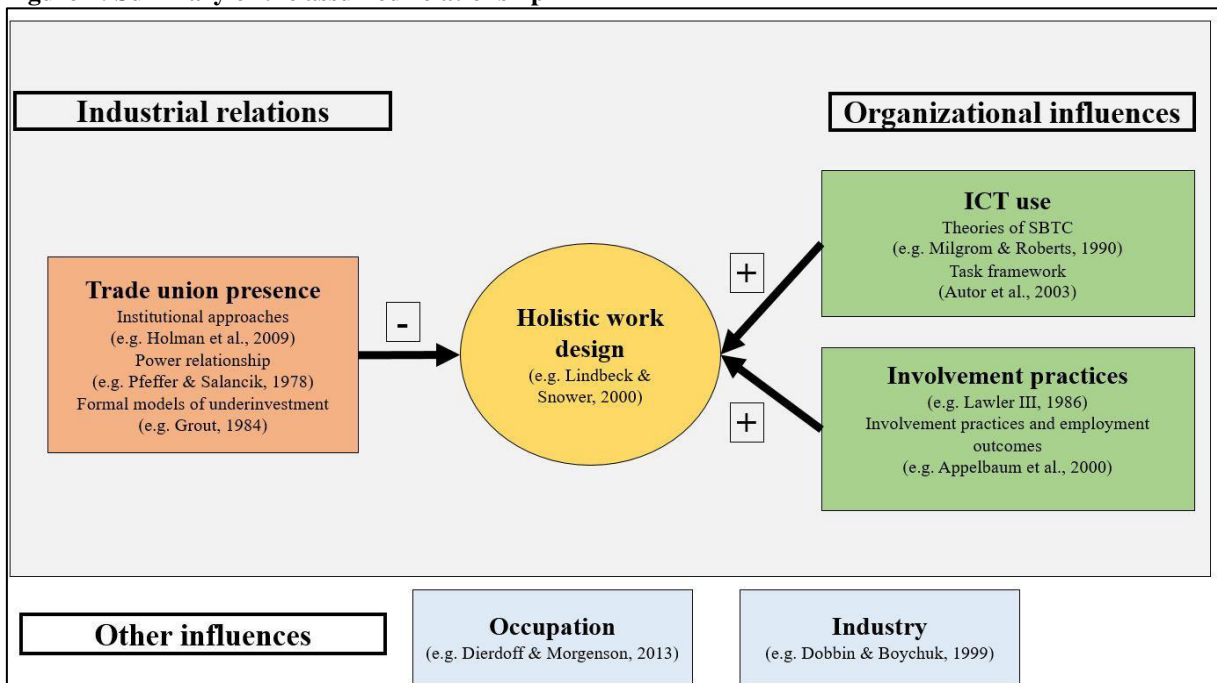 Industrial relations
Organizational influences
Trade union presence
Institutional approaches
(e.g. Holman et al., 2009)
Power relationship
(e.g. Pfeffer & Salancik, 1978)
Formal models of underinvestment
(e.g. Grout, 1984)
-
Holistic work
design
(e.g. Lindbeck &
Snower, 2000)
+
+
ICT use
Theories of SBTC
(e.g. Milgrom & Roberts, 1990)
Task framework
(Autor et al., 2003)
Involvement practices
(e.g. Lawler III, 1986)
Involvement practices and employment
outcomes
(e.g. Appelbaum et al., 2000)
Other influences
Occupation
(e.g. Dierdoff & Morgenson, 2013)
Industry
(e.g. Dobbin & Boychuk, 1999)